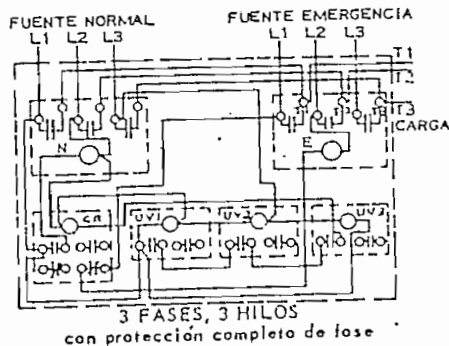 FUENTE NORMAL
L1 L2 L3
FUENTE EMERGENCIA
L1 L2 L3
T1
T2
T3
CARGA
N
E
CR
UV1
UV2
UV3
3 FASES, 3 HILOS
con protección completo de fase